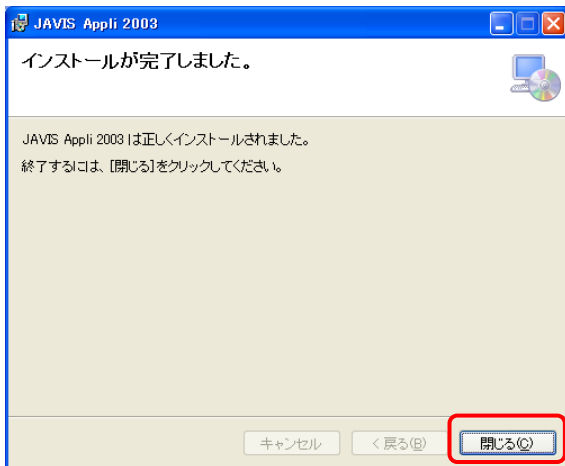 JAVIS Appli 2003
インストールが完了しました。
JAVIS Appli 2003 は正しくインストールされました。
終了するには、[閉じる]をクリックしてください。
キャンセル
< 戻る(B)
閉じる(C)